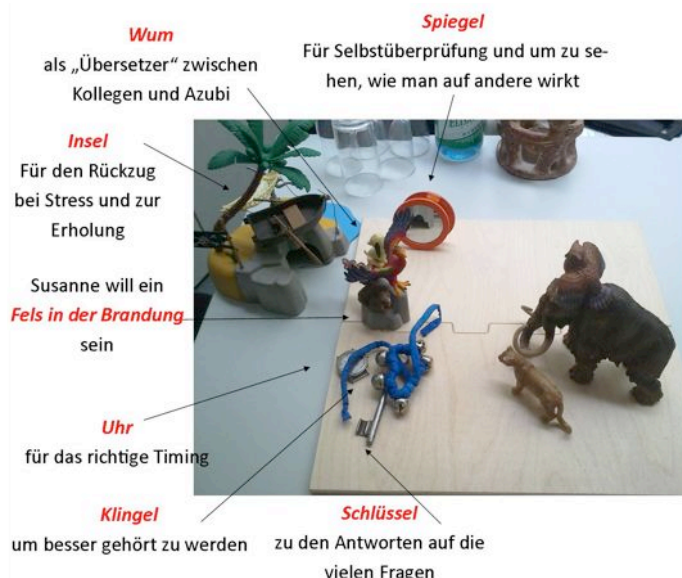 Wum
als „Übersetzer“ zwischen
Kollegen und Azubi
Spiegel
Für Selbstüberprüfung und um zu se-
hen, wie man auf andere wirkt
Insel
Für den Rückzug
bei Stress und zur
Erholung
Susanne will ein
Fels in der Brandung
sein
Uhr
für das richtige Timing
Klingel
um besser gehört zu werden
Schlüssel
zu den Antworten auf die
vielen Fragen